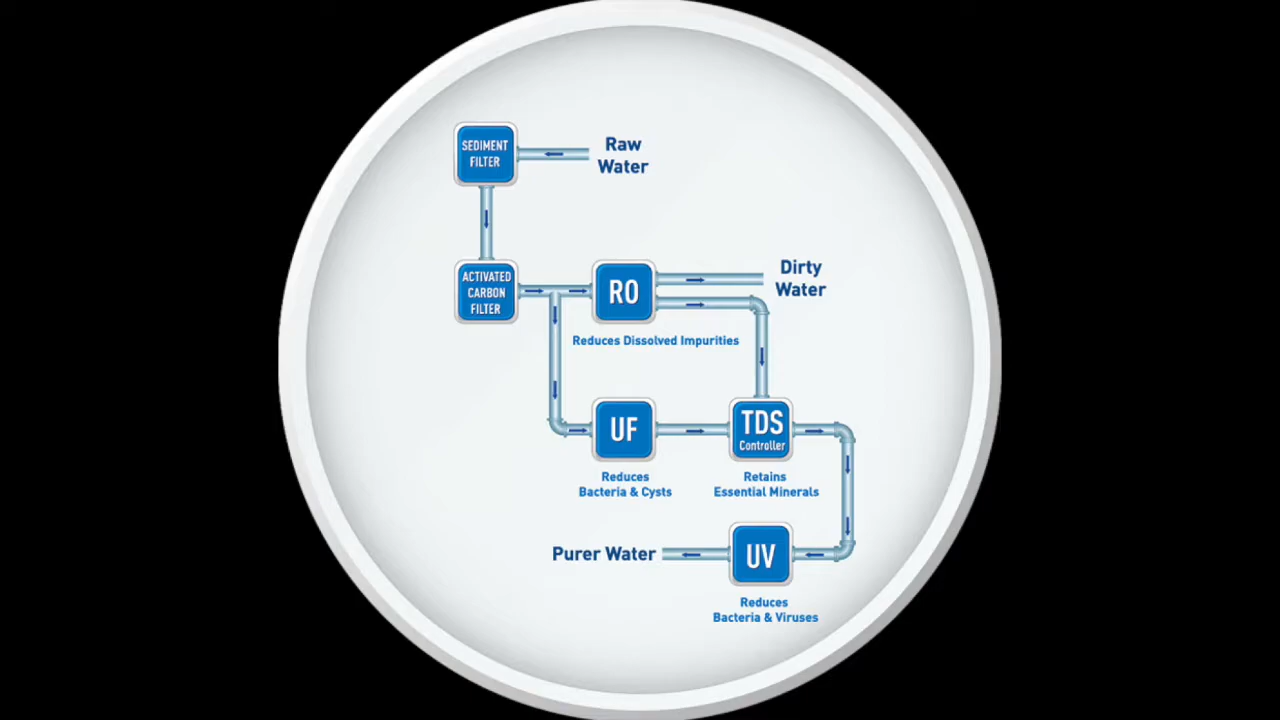 SEDIMENT
FILTER
Raw
Water
ACTIVATED
CARBON
FILTER
RO
Dirty
Water
Reduces Dissolved Impurities
UF
TDS
Controller
Reduces
Bacteria & Cysts
Retains
Essential Minerals
Purer Water
UV
Reduces
Bacteria & Viruses